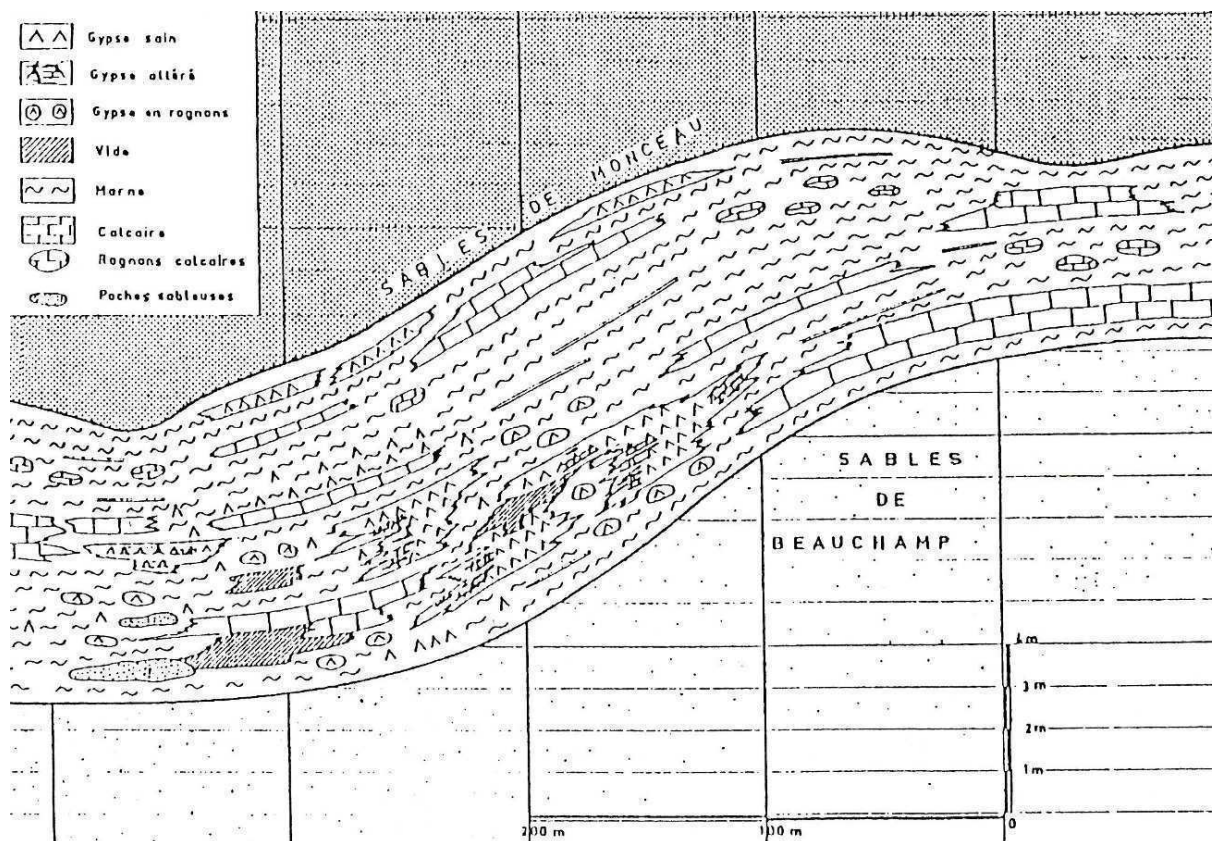 Gypse sain
Gypse altéré
Gypse en rognons
Vide
Marne
Calcaire
Rognons calcaires
Poches sableuses
SABLES DE MONCEAU
SABLES
DE
BEAUCHAMP
4m
3m
2m
1m
200 m
100 m
0